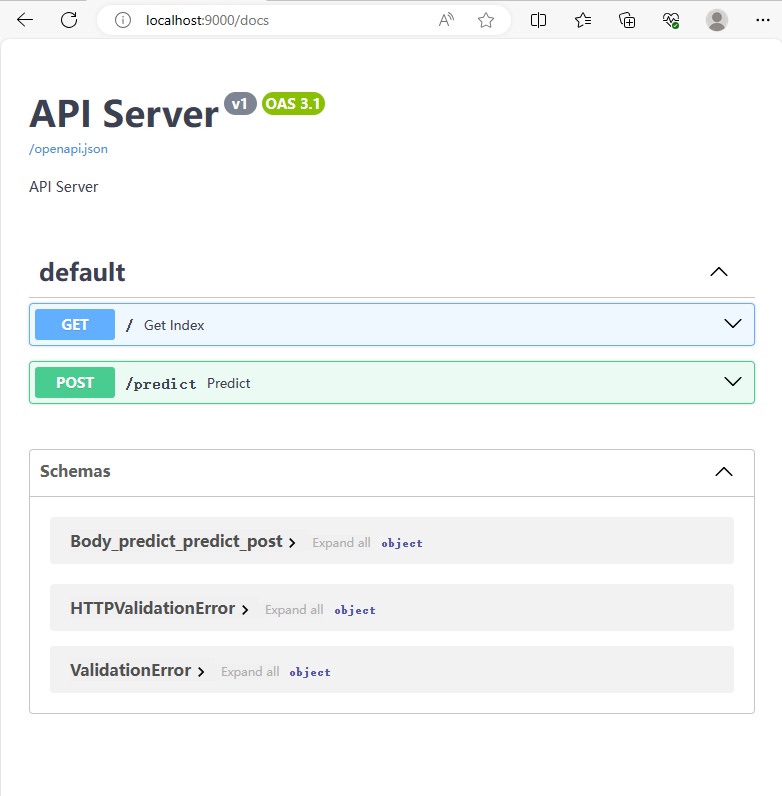 localhost:9000/docs
API Server v1 OAS 3.1
/openapi.json
API Server
default
GET / Get Index
POST /predict Predict
Schemas
Body_predict_predict_post Expand all object
HTTPValidationError Expand all object
ValidationError Expand all object